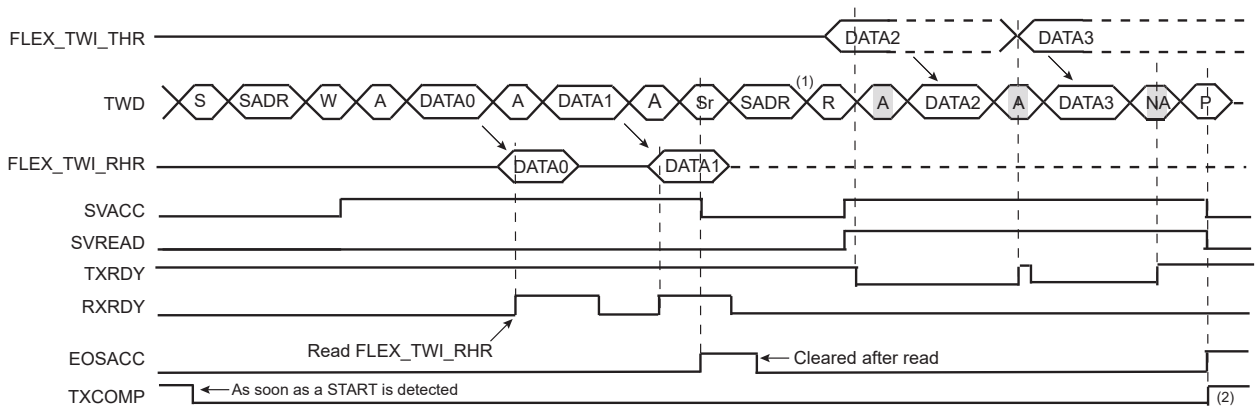 FLEX_TWI_THR DATA2 DATA3
(1)
TWD S SADR W A DATA0 A DATA1 A Sr SADR R A DATA2 A DATA3 NA P
FLEX_TWI_RHR DATA0 DATA1
SVACC
SVREAD
TXRDY
RXRDY
Read FLEX_TWI_RHR
EOSACC Cleared after read
TXCOMP As soon as a START is detected (2)